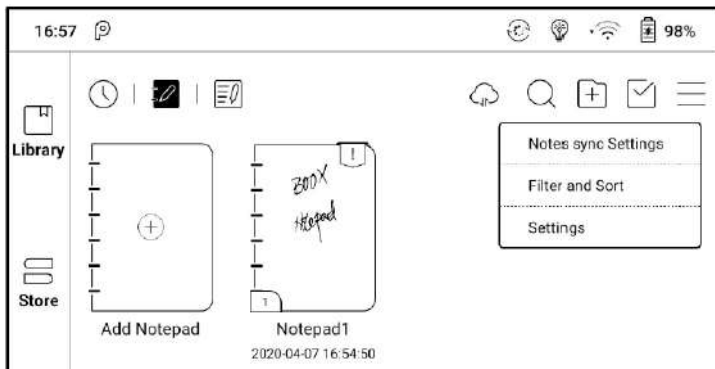 16:57
98%
Library
Store
Notes sync Settings
Filter and Sort
Settings
!
BOOX
Notepad
1
Add Notepad
Notepad1
2020-04-07 16:54:50